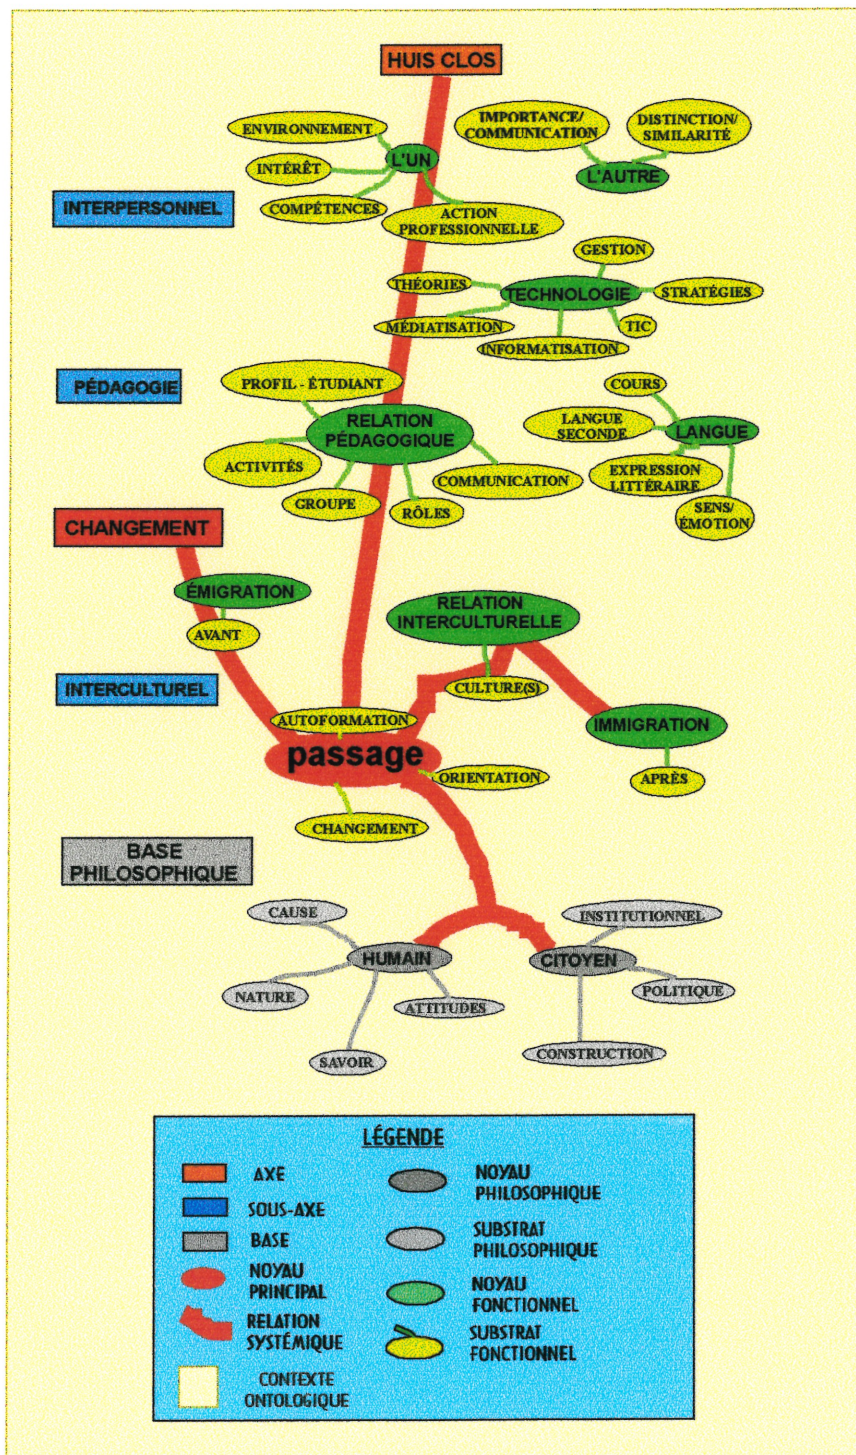 HUIS CLOS
ENVIRONNEMENT
L'UN
INTÉRÊT
COMPÉTENCES
ACTION
PROFESSIONNELLE
IMPORTANCE/
COMMUNICATION
DISTINCTION/
SIMILARITÉ
L'AUTRE
INTERPERSONNEL
GESTION
THÉORIES
TECHNOLOGIE
STRATÉGIES
MÉDIATISATION
TIC
INFORMATISATION
PÉDAGOGIE
PROFIL - ÉTUDIANT
RELATION
PÉDAGOGIQUE
ACTIVITÉS
GROUPE
RÔLES
COMMUNICATION
COURS
LANGUE
SECONDE
LANGUE
EXPRESSION
LITTÉRAIRE
SENS/
ÉMOTION
CHANGEMENT
ÉMIGRATION
AVANT
RELATION
INTERCULTURELLE
CULTURE(S)
INTERCULTUREL
IMMIGRATION
APRÈS
AUTOFORMATION
passage
ORIENTATION
CHANGEMENT
BASE
PHILOSOPHIQUE
CAUSE
HUMAIN
NATURE
ATTITUDES
SAVOIR
INSTITUTIONNEL
CITOYEN
POLITIQUE
CONSTRUCTION
LÉGENDE
AXE
SOUS-AXE
BASE
NOYAU
PRINCIPAL
RELATION
SYSTÉMIQUE
CONTEXTE
ONTOLOGIQUE
NOYAU
PHILOSOPHIQUE
SUBSTRAT
PHILOSOPHIQUE
NOYAU
FONCTIONNEL
SUBSTRAT
FONCTIONNEL